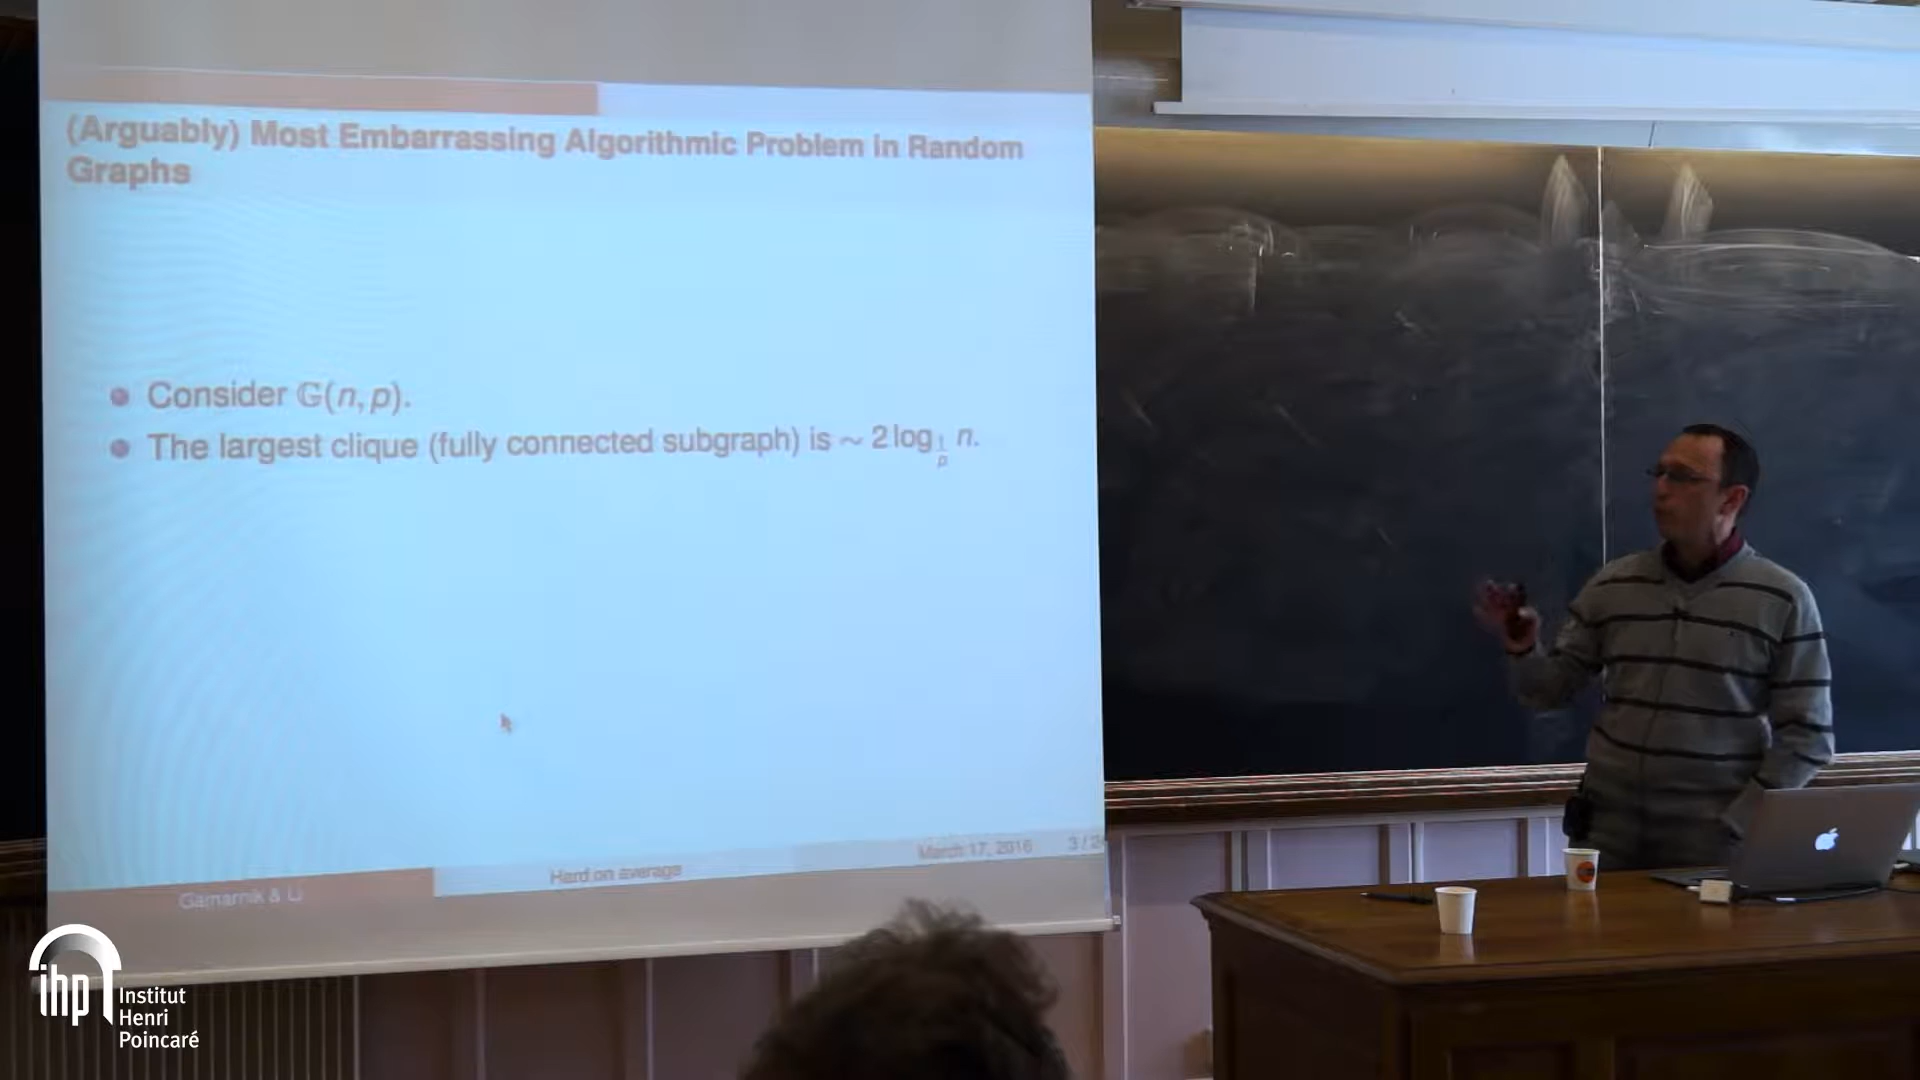 (Arguably) Most Embarrassing Algorithmic Problem in Random
Graphs
Consider 𝔾(n, p).
The largest clique (fully connected subgraph) is ~ 2 log_{1/p} n.
March 17, 2016
Hard on average
Gamarnik & Li
ihp Institut
Henri
Poincaré